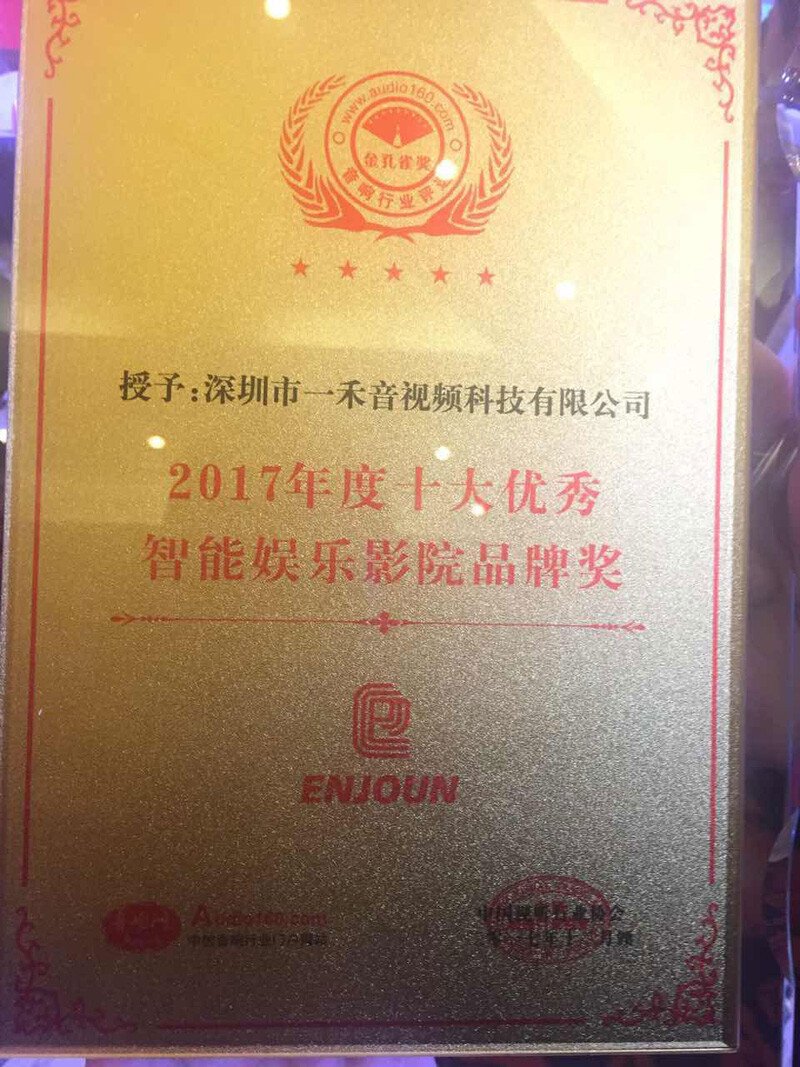 www.audio160.com
金孔雀奖
音响行业评选
授予:深圳市一禾音视频科技有限公司
2017年度十大优秀
智能娱乐影院品牌奖
ENJOUN
Audio160.com